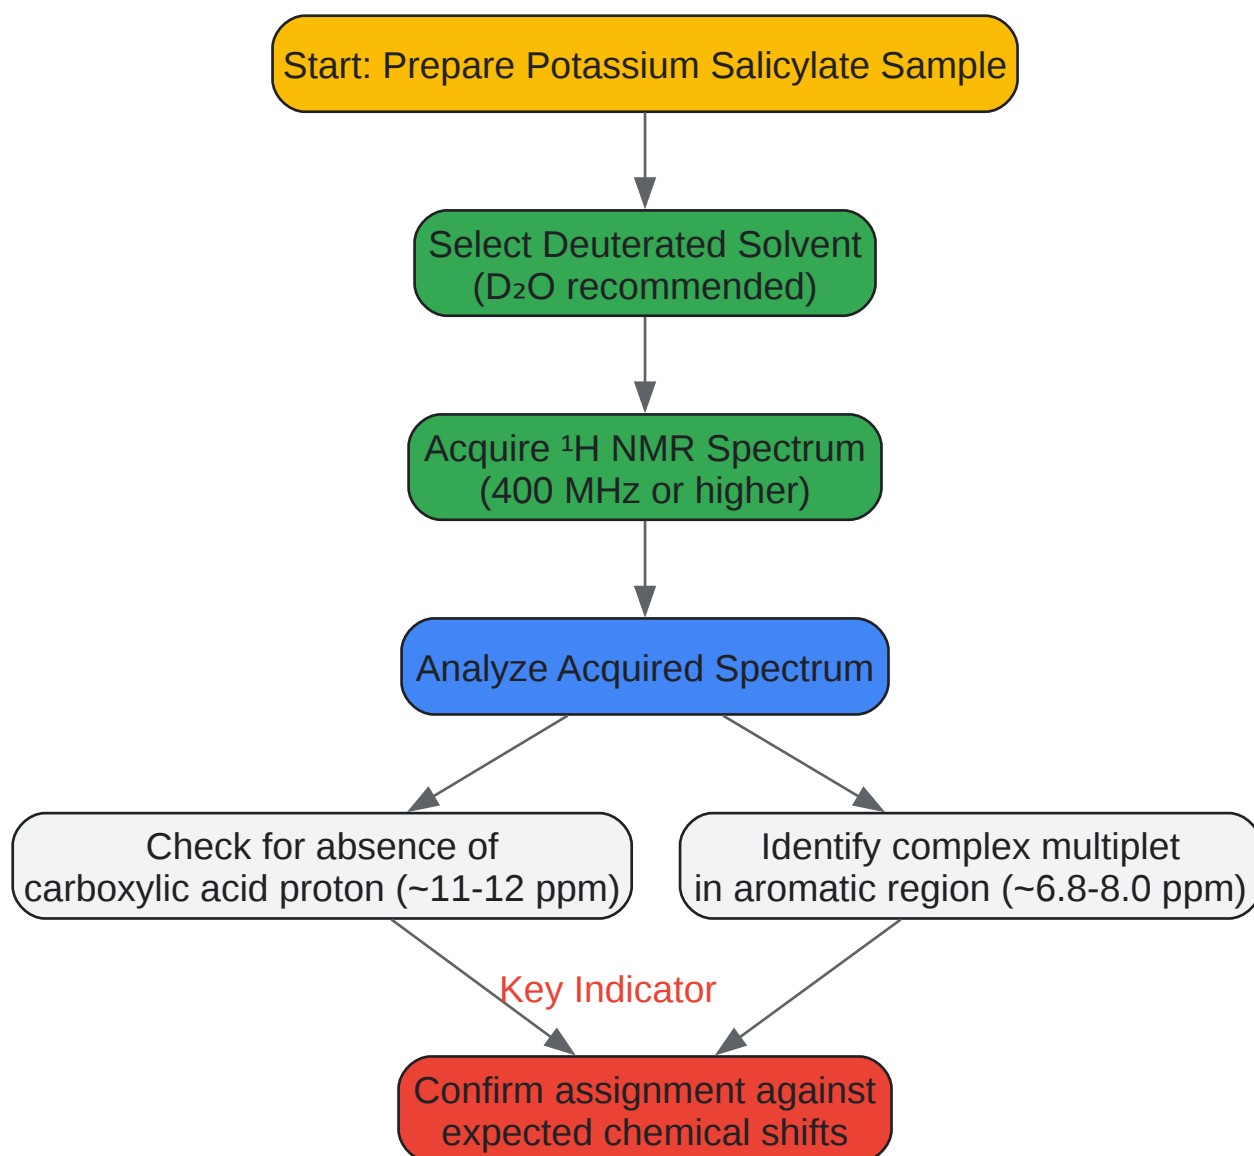 Start: Prepare Potassium Salicylate Sample
Select Deuterated Solvent
(D₂O recommended)
Acquire ¹H NMR Spectrum
(400 MHz or higher)
Analyze Acquired Spectrum
Check for absence of
carboxylic acid proton (~11-12 ppm)
Identify complex multiplet
in aromatic region (~6.8-8.0 ppm)
Key Indicator
Confirm assignment against
expected chemical shifts